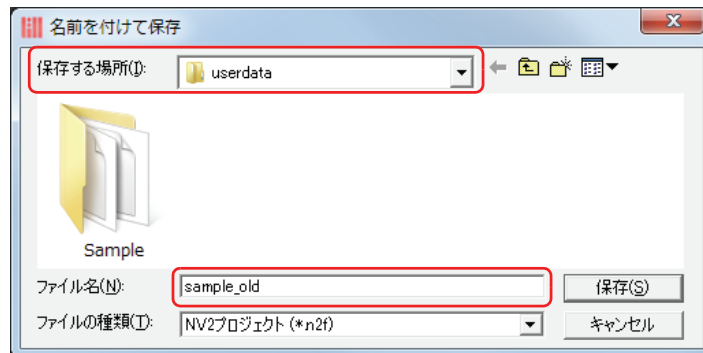 名前を付けて保存
保存する場所(I):
userdata
Sample
ファイル名(N):
sample_old
保存(S)
ファイルの種類(T):
NV2プロジェクト(*n2f)
キャンセル